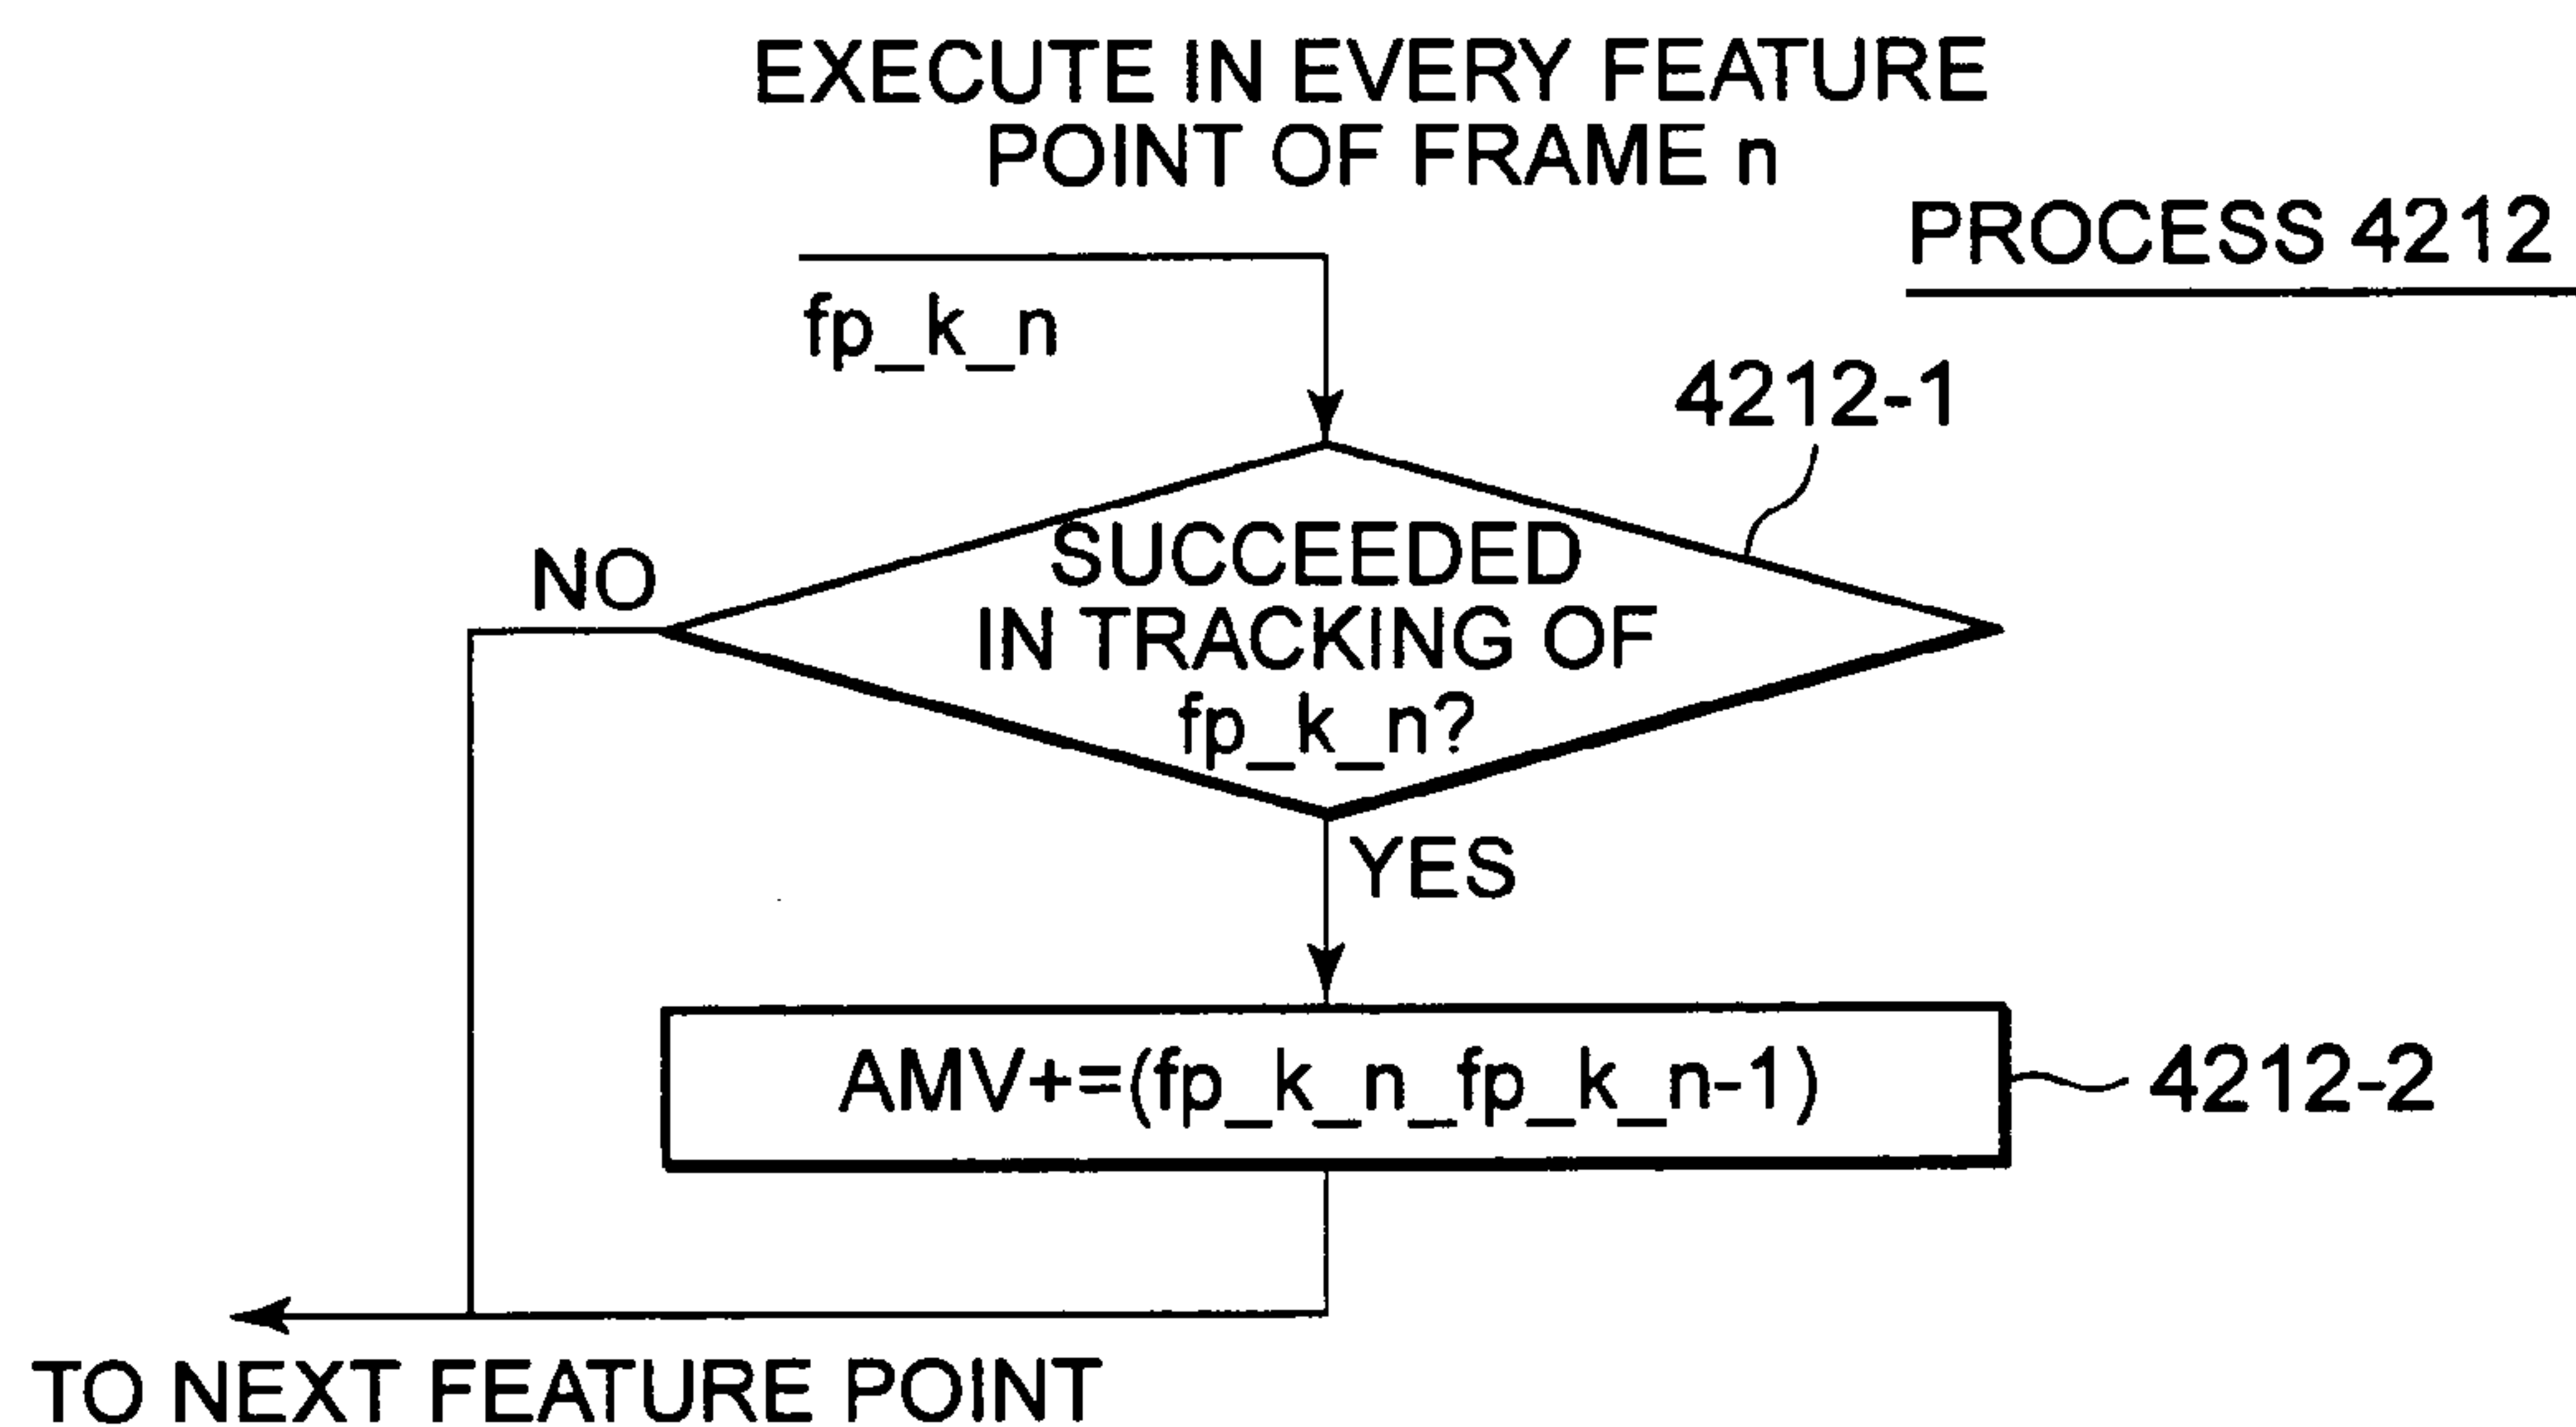 EXECUTE IN EVERY FEATURE
POINT OF FRAME n
PROCESS 4212
fp_k_n
4212-1
SUCCEEDED
IN TRACKING OF
fp_k_n?
NO
YES
AMV+=(fp_k_n_fp_k_n-1)
4212-2
TO NEXT FEATURE POINT